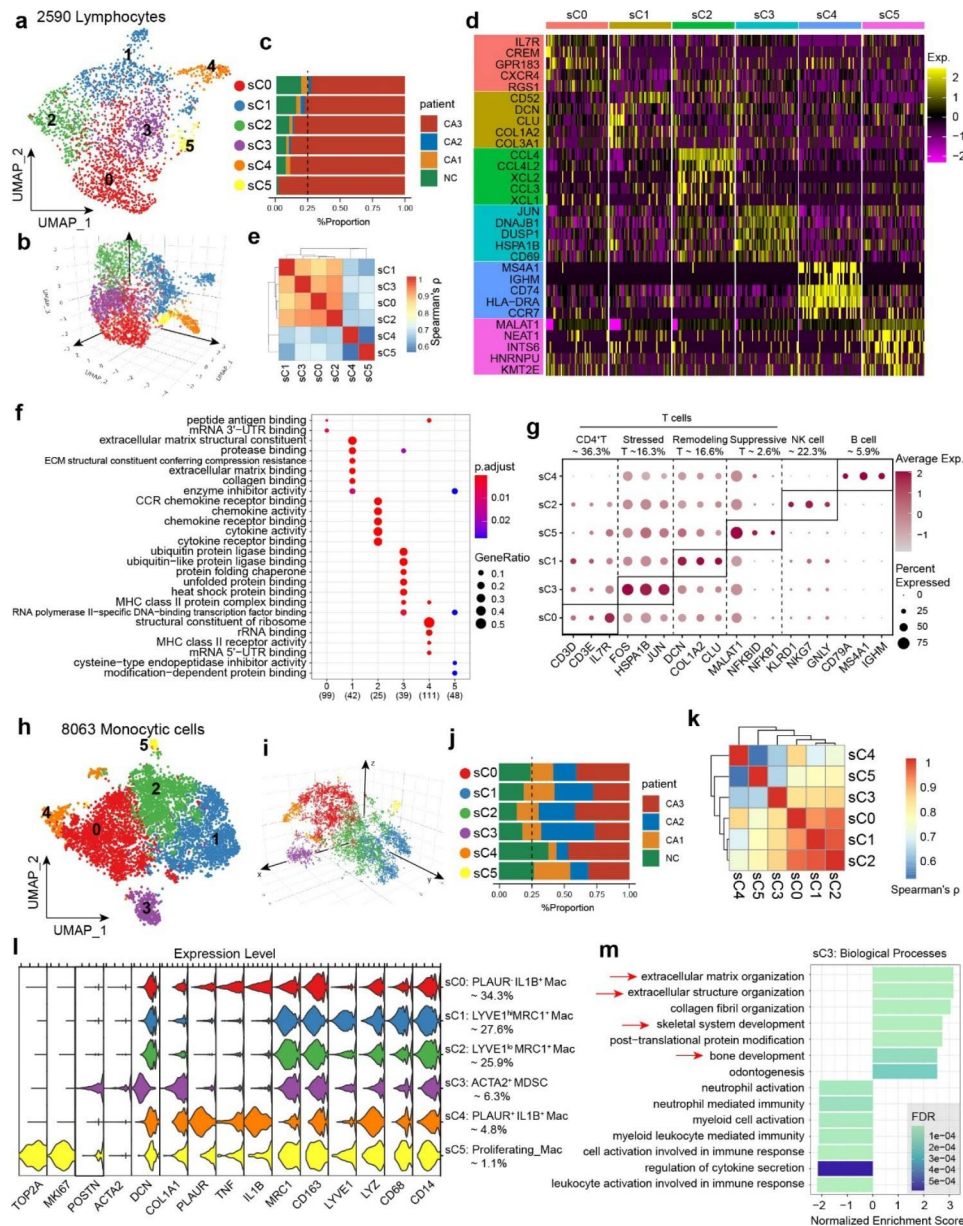 a
2590 Lymphocytes
1
4
2
3
5
0
UMAP_2
UMAP_1
b
UMAP_2
UMAP_1
c
sC0
sC1
sC2
sC3
sC4
sC5
0.00 0.25 0.50 0.75 1.00
%Proportion
patient
CA3
CA2
CA1
NC
e
sC1
sC3
sC0
sC2
sC4
sC5
sC1 sC3 sC0 sC2 sC4 sC5
1
0.9
0.8
0.7
0.6
Spearman's ρ
d
sC0 sC1 sC2 sC3 sC4 sC5
IL7R
CREM
GPR183
CXCR4
RGS1
CD52
DCN
CLU
COL1A2
COL3A1
CCL4
CCL4L2
XCL2
CCL3
XCL1
JUN
DNAJB1
DUSP1
HSPA1B
CD69
MS4A1
IGHM
CD74
HLA-DRA
CCR7
MALAT1
NEAT1
INTS6
HNRNPU
KMT2E
Exp.
2
1
0
-1
-2
f
peptide antigen binding
mRNA 3'-UTR binding
extracellular matrix structural constituent
protease binding
ECM structural constituent conferring compression resistance
extracellular matrix binding
collagen binding
enzyme inhibitor activity
CCR chemokine receptor binding
chemokine activity
chemokine receptor binding
cytokine activity
cytokine receptor binding
ubiquitin protein ligase binding
ubiquitin-like protein ligase binding
protein folding chaperone
unfolded protein binding
heat shock protein binding
MHC class II protein complex binding
RNA polymerase II-specific DNA-binding transcription factor binding
structural constituent of ribosome
rRNA binding
MHC class II receptor activity
mRNA 5'-UTR binding
cysteine-type endopeptidase inhibitor activity
modification-dependent protein binding
0 1 2 3 4 5
(99) (42) (25) (39) (111) (48)
p.adjust
0.01
0.02
GeneRatio
0.1
0.2
0.3
0.4
0.5
g
T cells
CD4+T Stressed Remodeling Suppressive NK cell B cell
~ 36.3% T ~16.3% T ~ 16.6% T ~ 2.6% ~ 22.3% ~ 5.9%
sC4
sC2
sC5
sC1
sC3
sC0
CD3D CD3E IL7R FOS HSPA1B JUN DCN COL1A2 CLU MALAT1 NFKBID NFKB1 KLRD1 NKG7 GNLY CD79A MS4A1 IGHM
Average Exp.
2
1
0
-1
Percent
Expressed
0
25
50
75
h
8063 Monocytic cells
5
2
4
0
1
3
UMAP_2
UMAP_1
i
z
x
y
j
sC0
sC1
sC2
sC3
sC4
sC5
0.00 0.25 0.50 0.75 1.00
%Proportion
patient
CA3
CA2
CA1
NC
k
sC4
sC5
sC3
sC0
sC1
sC2
sC4 sC5 sC3 sC0 sC1 sC2
1
0.9
0.8
0.7
0.6
Spearman's ρ
l
Expression Level
sC0: PLAUR-IL1B+Mac
~ 34.3%
sC1: LYVE1hiMRC1+Mac
~ 27.6%
sC2: LYVE1loMRC1+Mac
~ 25.9%
sC3: ACTA2+MDSC
~ 6.3%
sC4: PLAUR+IL1B+Mac
~ 4.8%
sC5: Proliferating_Mac
~ 1.1%
TOP2A MKI67 POSTN ACTA2 DCN COL1A1 PLAUR TNF IL1B MRC1 CD163 LYVE1 LYZ CD68 CD14
m
sC3: Biological Processes
extracellular matrix organization
extracellular structure organization
collagen fibril organization
skeletal system development
post-translational protein modification
bone development
odontogenesis
neutrophil activation
neutrophil mediated immunity
myeloid cell activation
myeloid leukocyte mediated immunity
cell activation involved in immune response
regulation of cytokine secretion
leukocyte activation involved in immune response
FDR
1e-04
2e-04
3e-04
4e-04
5e-04
-2 -1 0 1 2 3
Normalized Enrichment Score